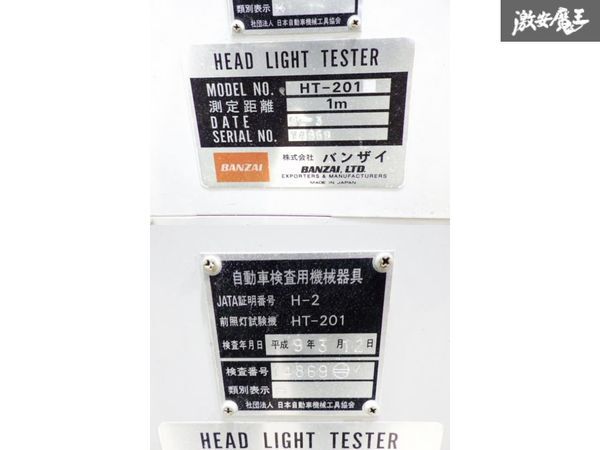 激安魔王
類別表示
社団法人 日本自動車機械工具協会
HEAD LIGHT TESTER
MODEL NO. HT-201
測定距離 1m
DATE
SERIAL NO.
BANZAI
株式会社 バンザイ
BANZAI, LTD.
EXPORTERS & MANUFACTURERS
MADE IN JAPAN
自動車検査用機械器具
JATA証明番号 H-2
前照灯試験機 HT-201
検査年月日 平成 9 年 3 月 12 日
検査番号 14869
類別表示
社団法人 日本自動車機械工具協会
HEAD LIGHT TESTER